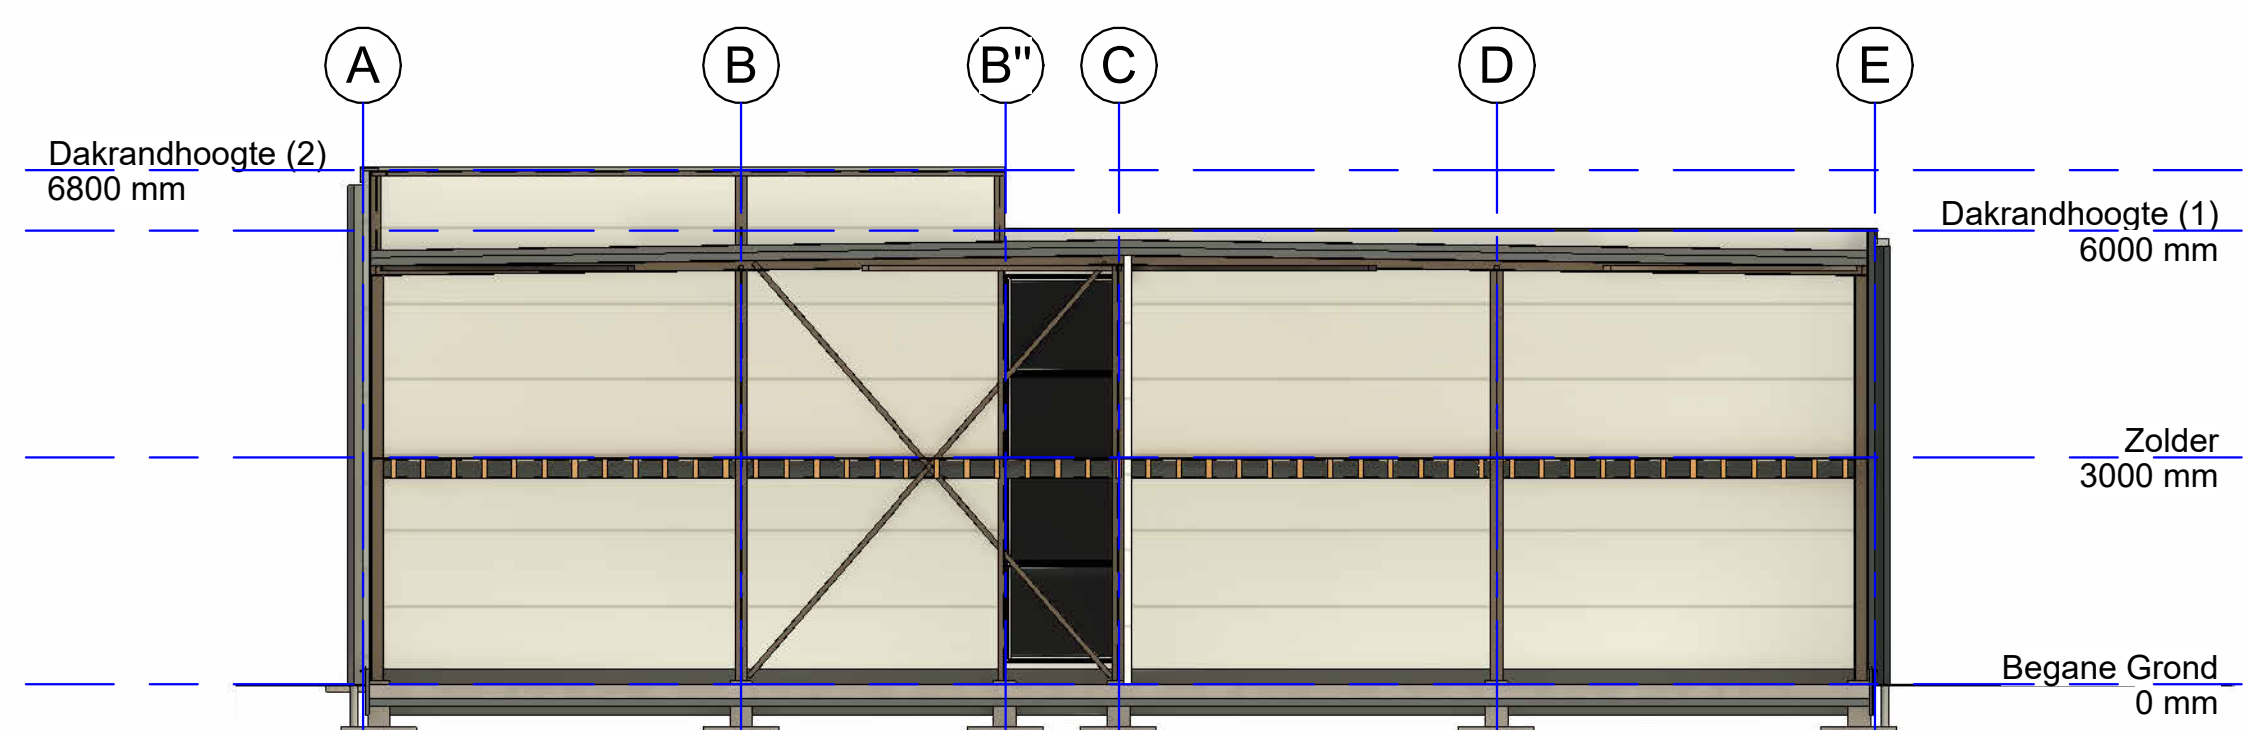 A B B" C D E
Dakrandhoogte (2)
6800 mm
Dakrandhoogte (1)
6000 mm
Zolder
3000 mm
Begane Grond
0 mm